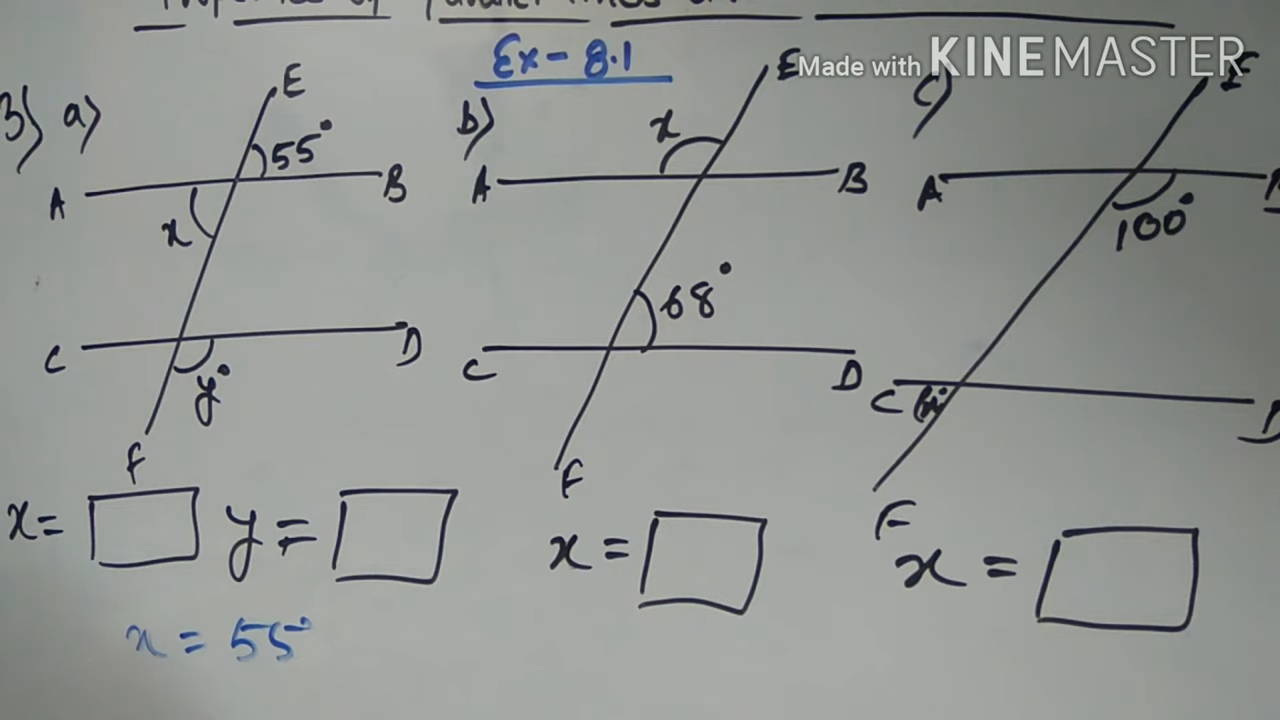 Ex - 8.1
Made with KINEMASTER
3) a)
E
55°
A
B
x
C
D
y°
F
x = y =
x = 55°
b)
E
x
A
B
68°
C
D
F
x =
c)
E
A
100°
C
D
F
x =